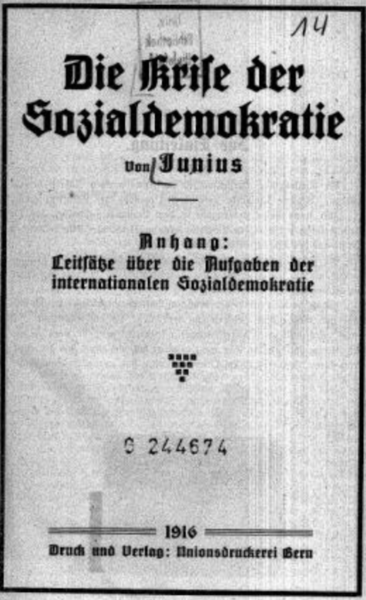 14
Die Krise der
Sozialdemokratie
von Junius
Anhang:
Leitsätze über die Aufgaben der
internationalen Sozialdemokratie
G 244674
1916
Druck und Verlag: Unionsdruckerei Bern